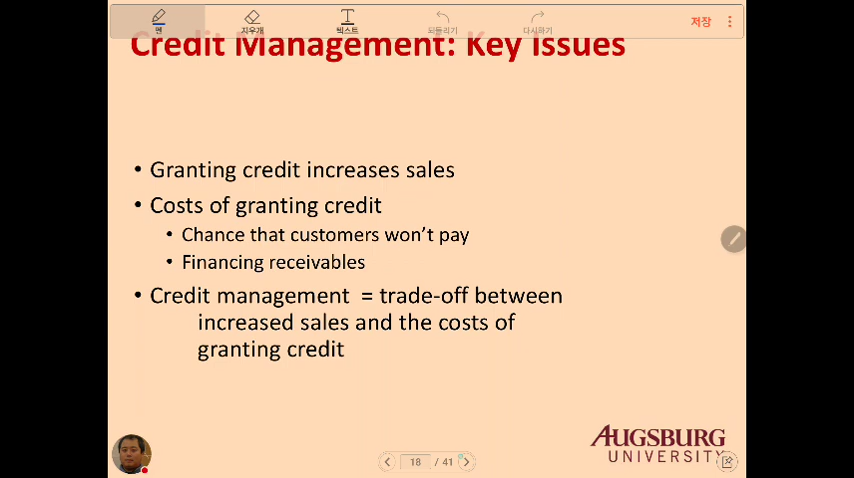 펜 지우개 텍스트 되돌리기 다시하기 저장
Credit Management: Key Issues
• Granting credit increases sales
• Costs of granting credit
• Chance that customers won't pay
• Financing receivables
• Credit management = trade-off between
increased sales and the costs of
granting credit
AUGSBURG
UNIVERSITY
18 / 41